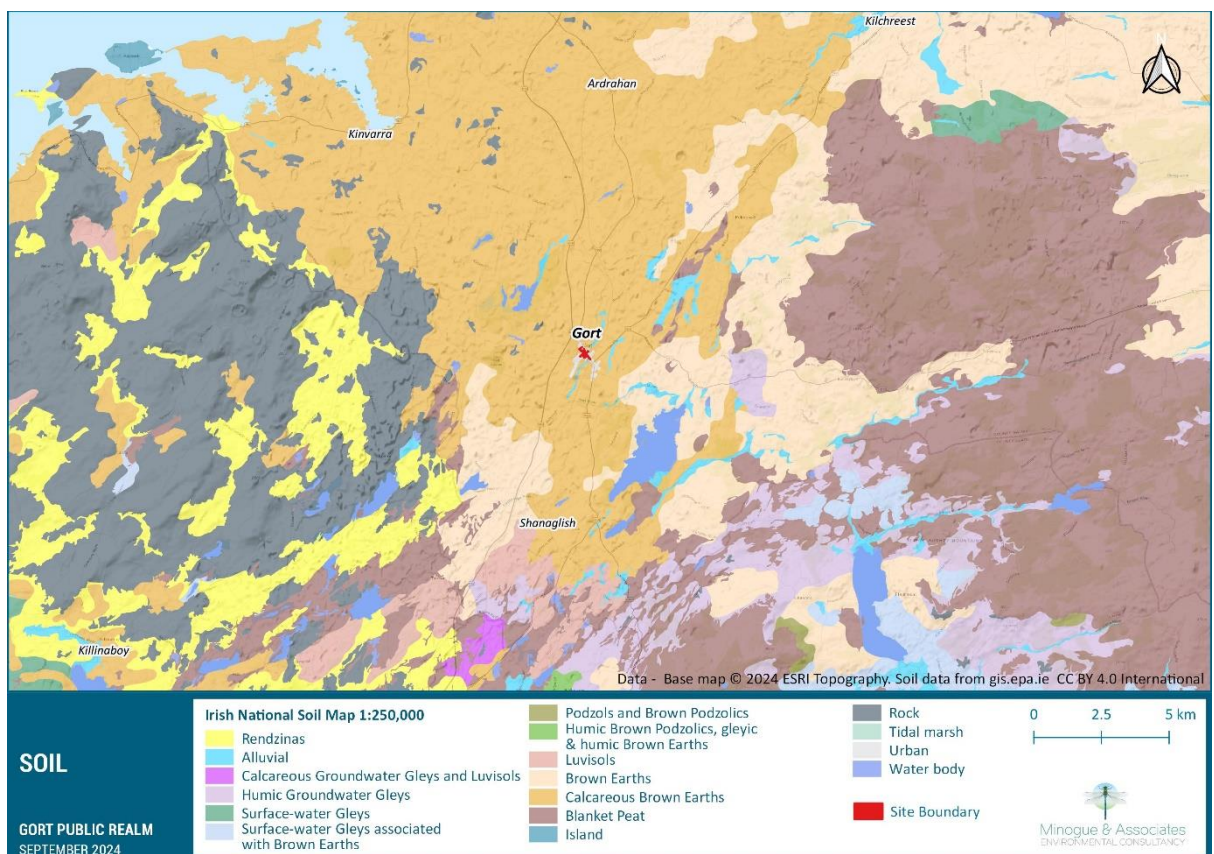 Kilchreest
N
Ardrahan
Kinvarra
Gort
Shanaglish
Killinaboy
Data - Base map © 2024 ESRI Topography. Soil data from gis.epa.ie CC BY 4.0 International
SOIL
GORT PUBLIC REALM
SEPTEMBER 2024
Irish National Soil Map 1:250,000
Rendzinas
Alluvial
Calcareous Groundwater Gleys and Luvisols
Humic Groundwater Gleys
Surface-water Gleys
Surface-water Gleys associated
with Brown Earths
Podzols and Brown Podzolics
Humic Brown Podzolics, gleyic
& humic Brown Earths
Luvisols
Brown Earths
Calcareous Brown Earths
Blanket Peat
Island
Rock
Tidal marsh
Urban
Water body
Site Boundary
0 2.5 5 km
Minogue & Associates
ENVIRONMENTAL CONSULTANCY